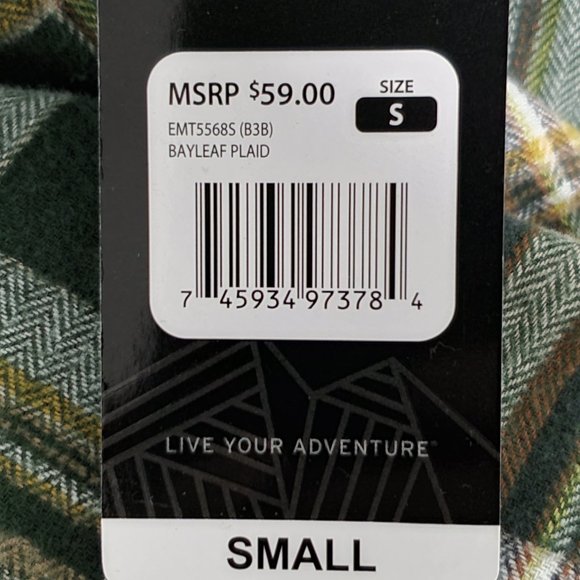 MSRP $59.00
SIZE
S
EMT5568S (B3B)
BAYLEAF PLAID
7 45934 97378 4
LIVE YOUR ADVENTURE
SMALL